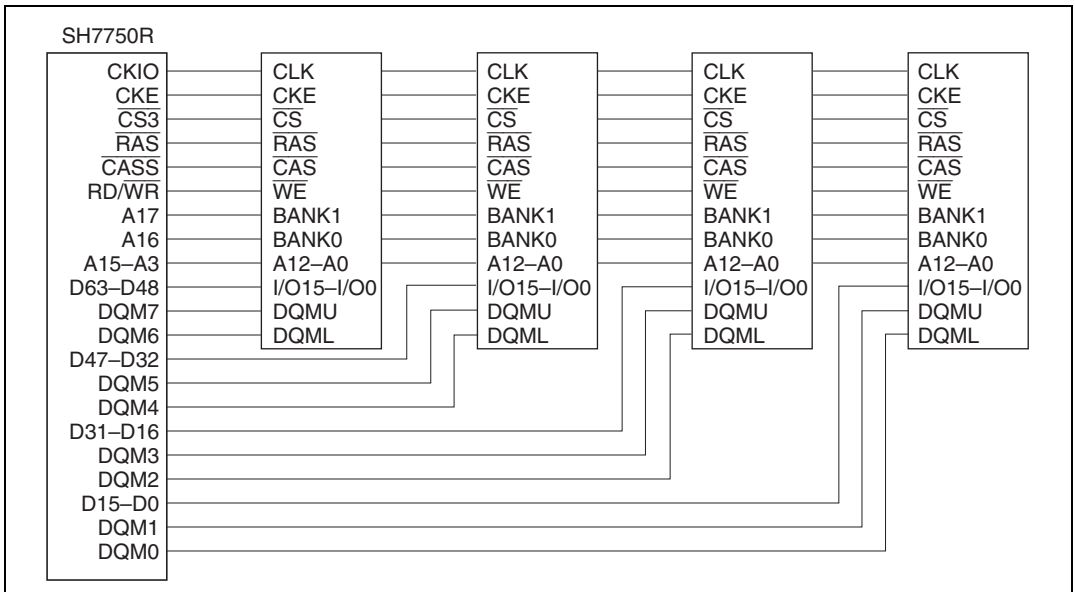 SH7750R
CKIO CLK CLK CLK CLK
CKE CKE CKE CKE CKE
CS3 CS CS CS CS
RAS RAS RAS RAS RAS
CASS CAS CAS CAS CAS
RD/WR WE WE WE WE
A17 BANK1 BANK1 BANK1 BANK1
A16 BANK0 BANK0 BANK0 BANK0
A15–A3 A12–A0 A12–A0 A12–A0 A12–A0
D63–D48 I/O15–I/O0 I/O15–I/O0 I/O15–I/O0 I/O15–I/O0
DQM7 DQMU DQMU DQMU DQMU
DQM6 DQML DQML DQML DQML
D47–D32
DQM5
DQM4
D31–D16
DQM3
DQM2
D15–D0
DQM1
DQM0